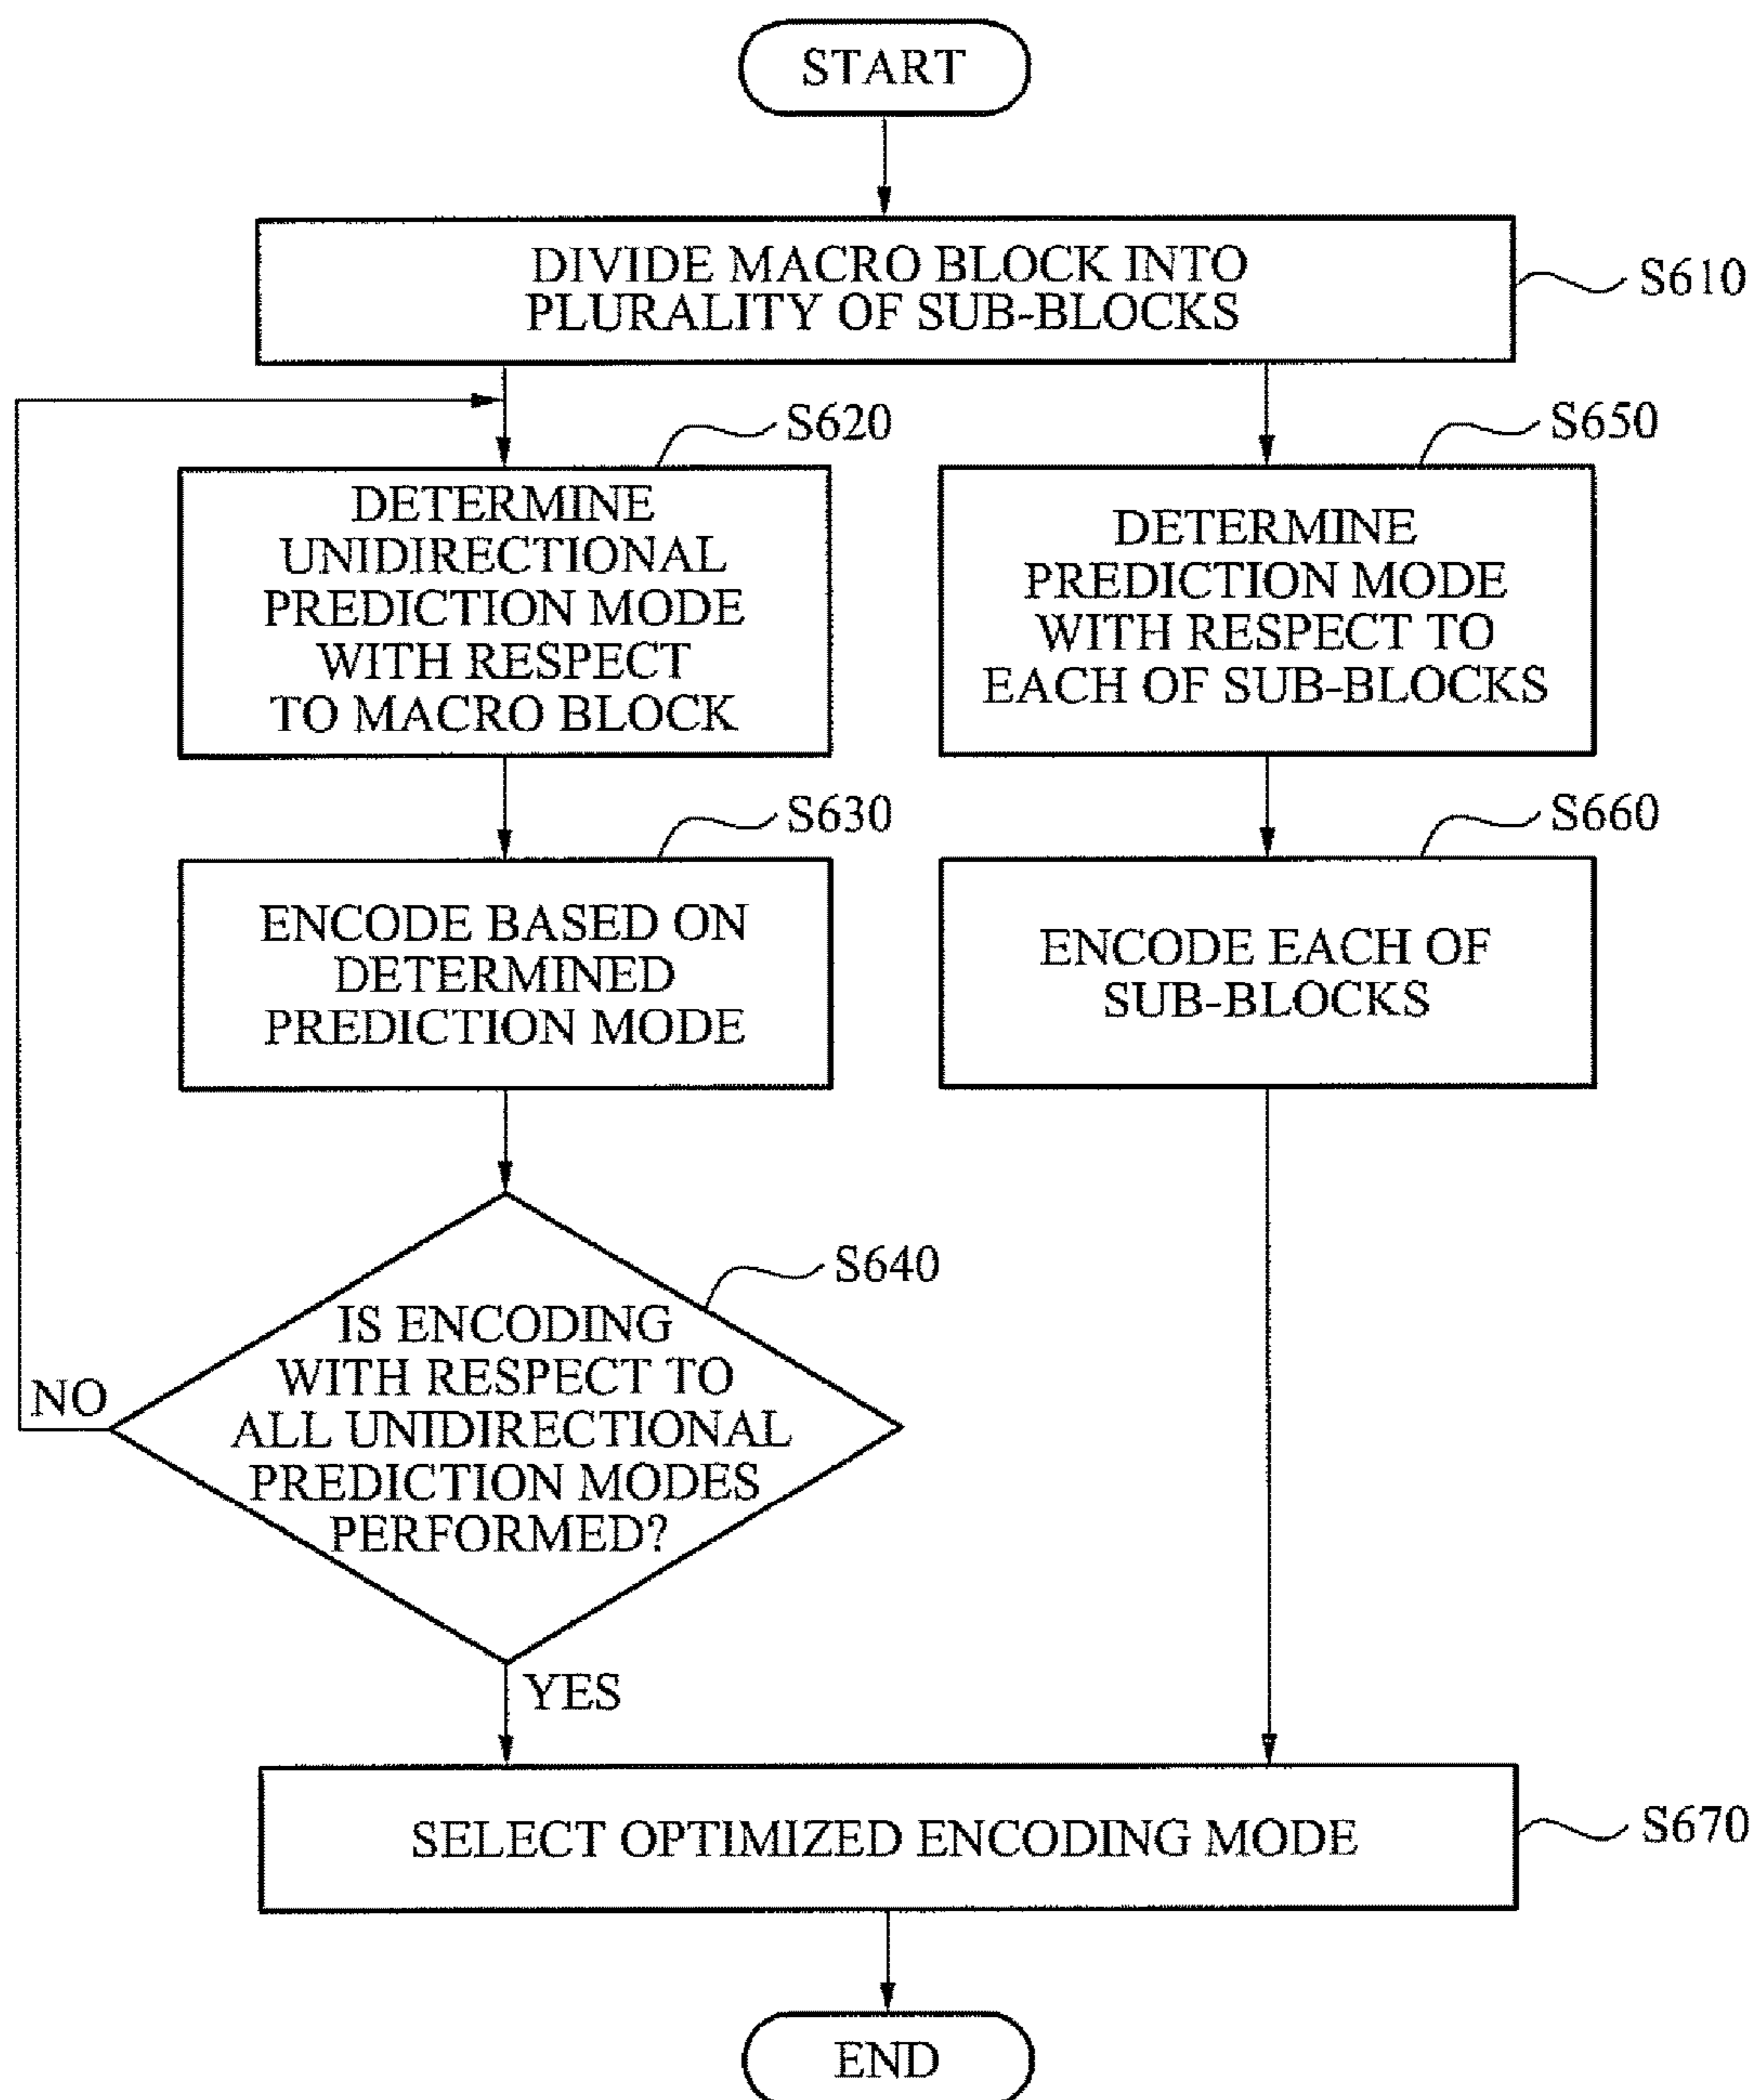 START
DIVIDE MACRO BLOCK INTO
PLURALITY OF SUB-BLOCKS
S610
S620
DETERMINE
UNIDIRECTIONAL
PREDICTION MODE
WITH RESPECT
TO MACRO BLOCK
S650
DETERMINE
PREDICTION MODE
WITH RESPECT TO
EACH OF SUB-BLOCKS
S630
ENCODE BASED ON
DETERMINED
PREDICTION MODE
S660
ENCODE EACH OF
SUB-BLOCKS
S640
IS ENCODING
WITH RESPECT TO
ALL UNIDIRECTIONAL
PREDICTION MODES
PERFORMED?
NO
YES
SELECT OPTIMIZED ENCODING MODE
S670
END